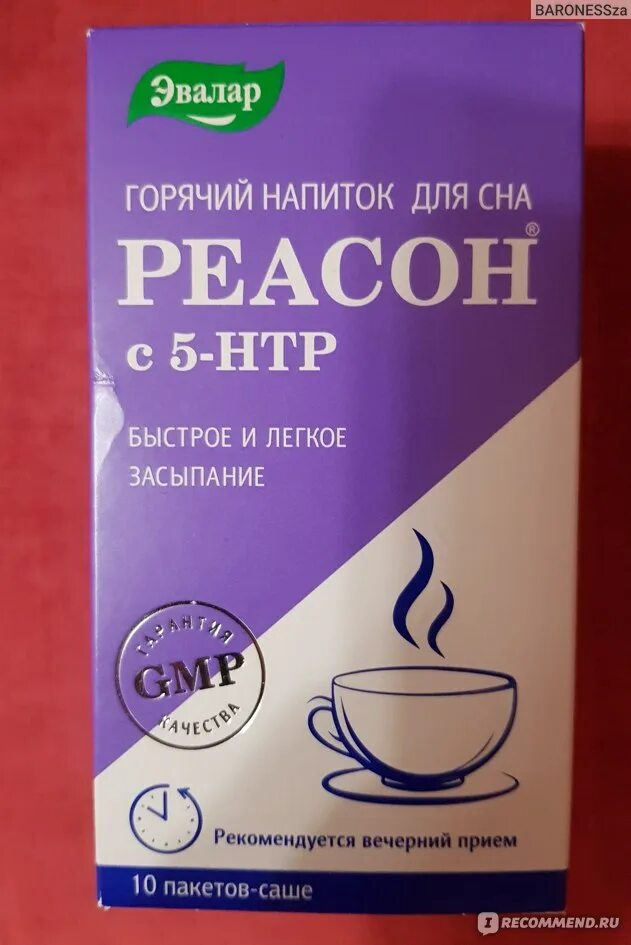 BARONESSza
Эвалар
ГОРЯЧИЙ НАПИТОК ДЛЯ СНА
РЕАСОН®
с 5-НТР
БЫСТРОЕ И ЛЕГКОЕ
ЗАСЫПАНИЕ
ГАРАНТИЯ
GMP
КАЧЕСТВА
Рекомендуется вечерний прием
10 пакетов-саше
I RECOMMEND.RU